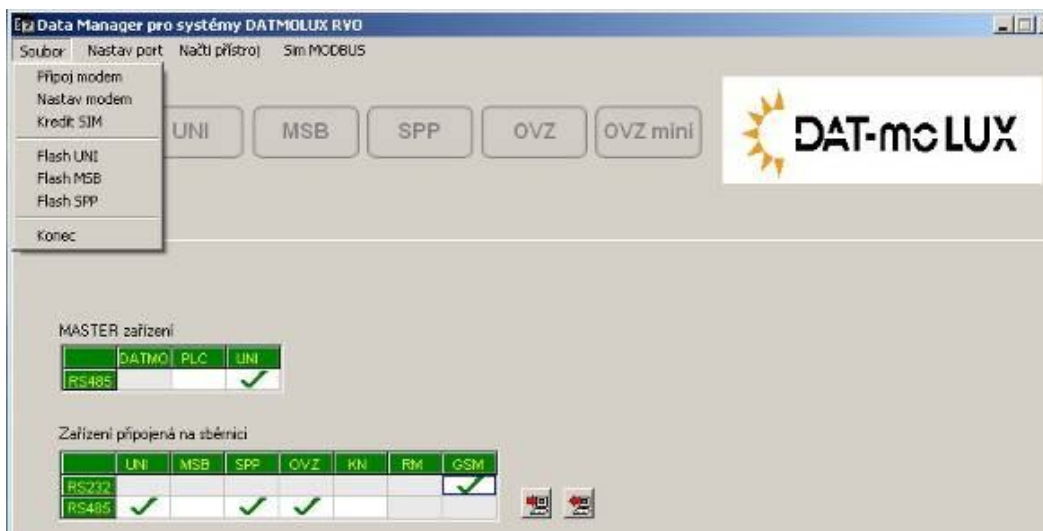 Data Manager pro systémy DATMOLUX RVO
Soubor Nastav port Načti přístroj Sim MODBUS
Připoj modem
Nastav modem
Kredit SIM
Flash UNI
Flash MSB
Flash SPP
Konec
UNI MSB SPP OVZ OVZ mini
DAT-mo LUX
MASTER zařízení
DATMO PLC UNI
RS485
Zařízení připojená na sběrnici
UNI MSB SPP OVZ KN RM GSM
RS232
RS485